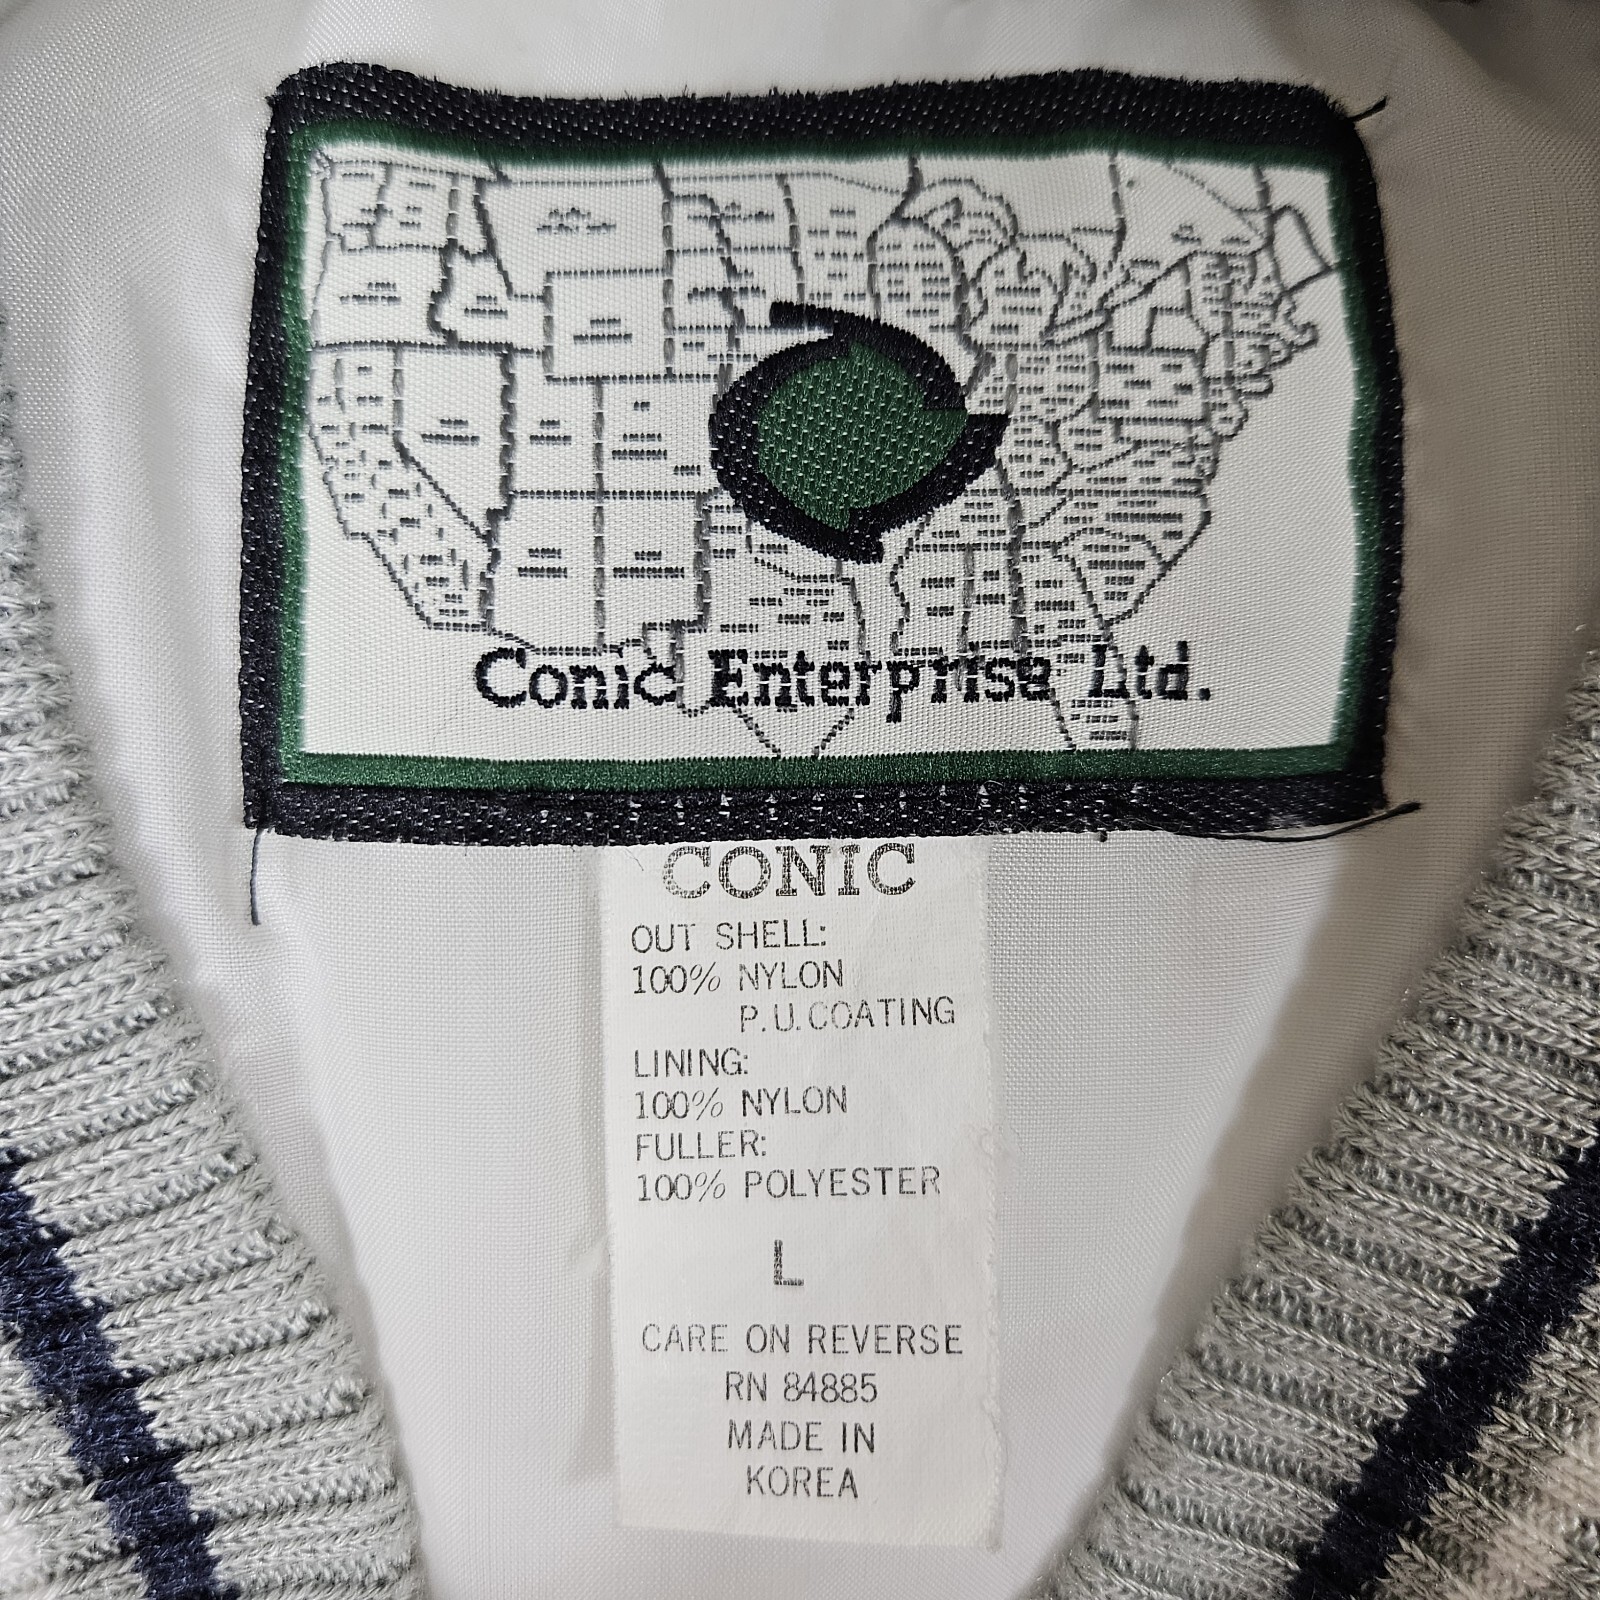 Conic Enterprise Ltd.
CONIC
OUT SHELL:
100% NYLON
P.U.COATING
LINING:
100% NYLON
FULLER:
100% POLYESTER
L
CARE ON REVERSE
RN 84885
MADE IN
KOREA